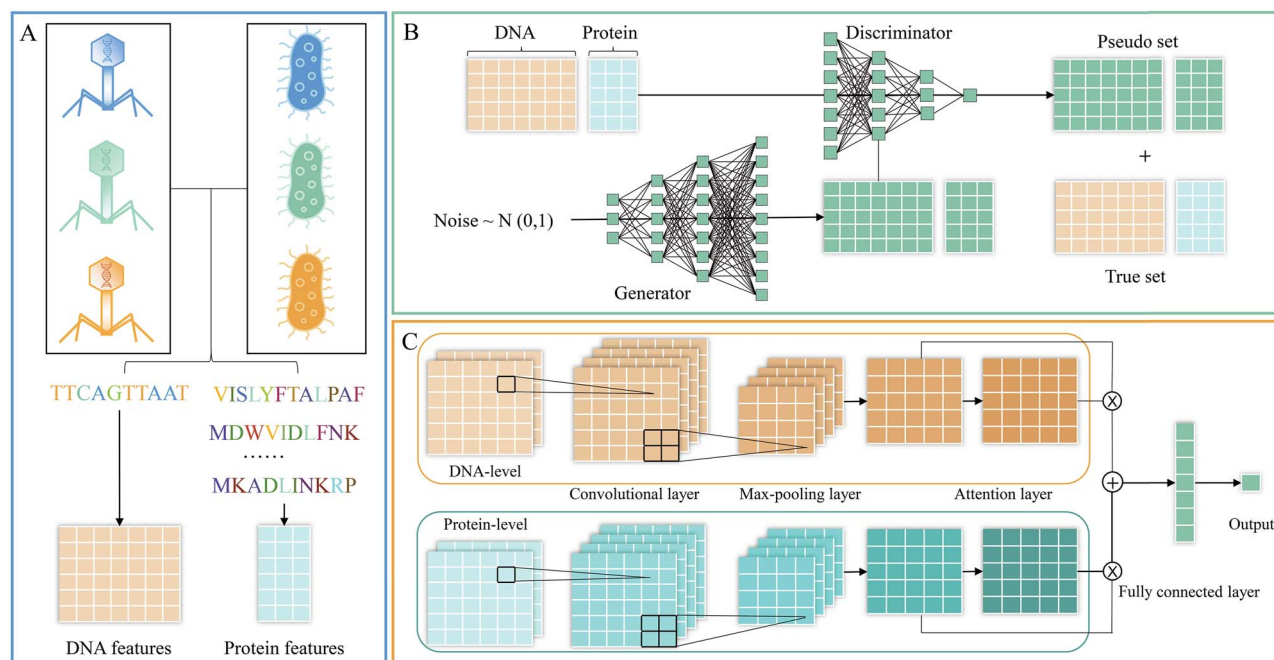 A
TTCAGTTAAT
VISLYFTALPAF
MDWVIDLFNK
......
MKADLINKRP
DNA features
Protein features
B
DNA
Protein
Discriminator
Pseudo set
+
Noise ~ N (0,1)
Generator
True set
C
DNA-level
Convolutional layer
Max-pooling layer
Attention layer
Protein-level
Output
Fully connected layer